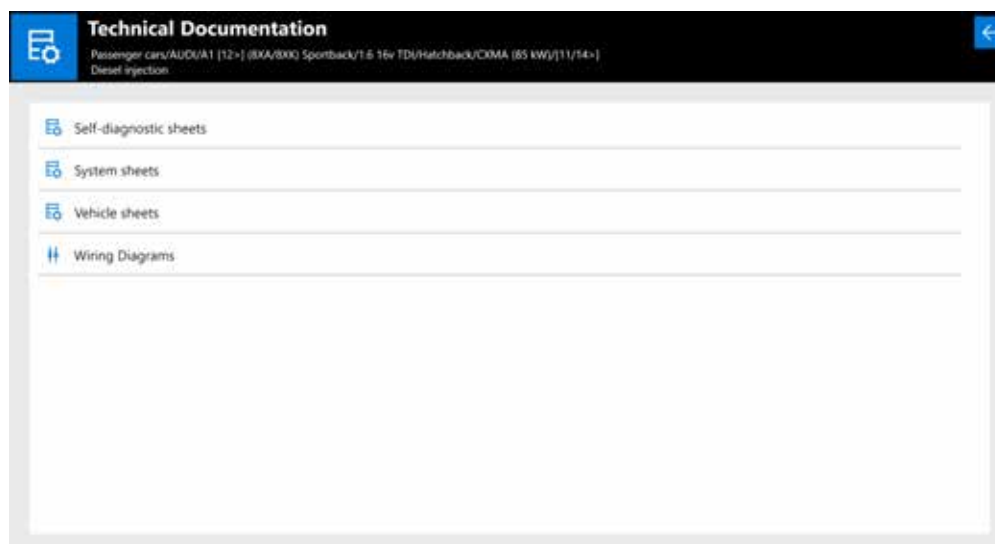 Technical Documentation
Passenger cars/AUDI/A1 [12>] (8XA/8XK) Sportback/1.6 16v TDI/Hatchback/CXMA (85 kW)/[11/14>]
Diesel injection
Self-diagnostic sheets
System sheets
Vehicle sheets
Wiring Diagrams